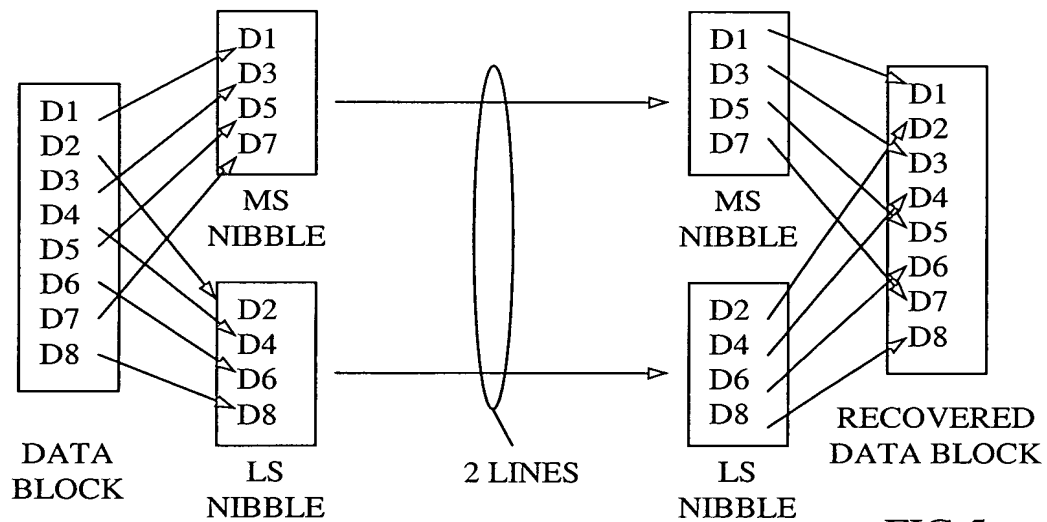 D1
D2
D3
D4
D5
D6
D7
D8
DATA
BLOCK
D1
D3
D5
D7
MS
NIBBLE
D2
D4
D6
D8
LS
NIBBLE
2 LINES
D1
D3
D5
D7
MS
NIBBLE
D2
D4
D6
D8
LS
NIBBLE
D1
D2
D3
D4
D5
D6
D7
D8
RECOVERED
DATA BLOCK